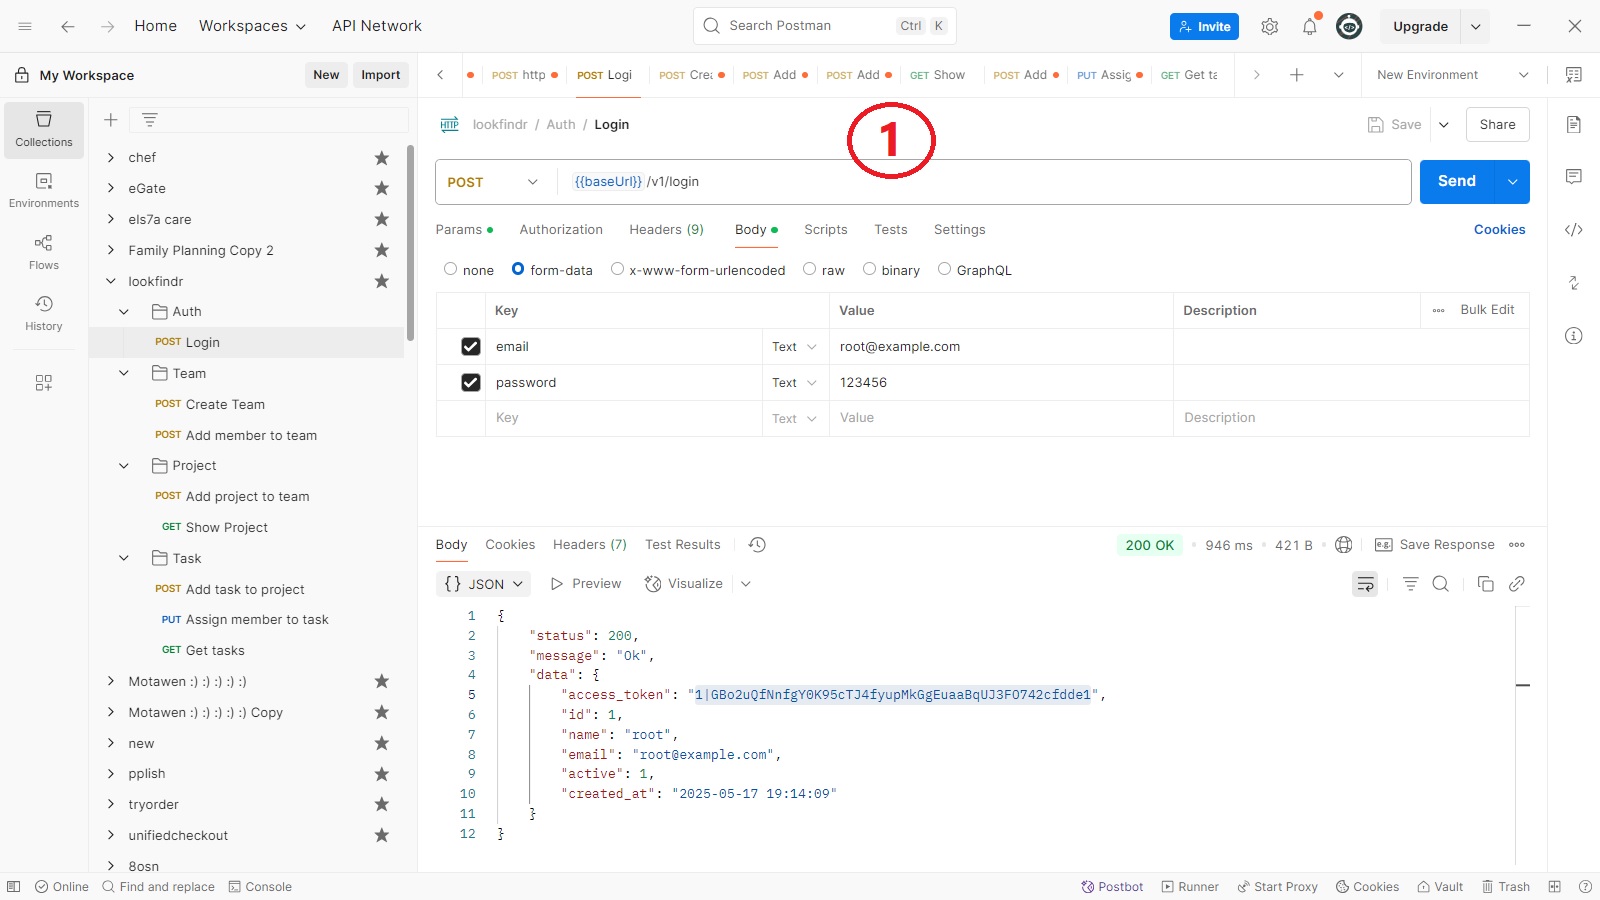 Home
Workspaces
API Network
Search Postman
Ctrl K
Invite
Upgrade
My Workspace
New
Import
POST http
POST Logi
POST Crea
POST Add
POST Add
GET Show
POST Add
PUT Assig
GET Get ta
New Environment
Collections
Environments
Flows
History
chef
eGate
els7a care
Family Planning Copy 2
lookfindr
Auth
POST Login
Team
POST Create Team
POST Add member to team
Project
POST Add project to team
GET Show Project
Task
POST Add task to project
PUT Assign member to task
GET Get tasks
Motawen :) :) :) :) :)
Motawen :) :) :) :) :) Copy
new
pplish
tryorder
unifiedcheckout
8osn
HTTP
lookfindr / Auth / Login
1
Save
Share
POST
{{baseUrl}} /v1/login
Send
Params
Authorization
Headers (9)
Body
Scripts
Tests
Settings
Cookies
none
form-data
x-www-form-urlencoded
raw
binary
GraphQL
Key Value Description Bulk Edit
email Text root@example.com
password Text 123456
Key Text Value Description
Body
Cookies
Headers (7)
Test Results
200 OK
946 ms
421 B
e.g. Save Response
{} JSON
Preview
Visualize
1 {
2 "status": 200,
3 "message": "Ok",
4 "data": {
5 "access_token": "1|GBo2uQfNnfgY0K95cTJ4fyupMkGgEuaaBqUJ3FO742cfdde1",
6 "id": 1,
7 "name": "root",
8 "email": "root@example.com",
9 "active": 1,
10 "created_at": "2025-05-17 19:14:09"
11 }
12 }
Online
Find and replace
Console
Postbot
Runner
Start Proxy
Cookies
Vault
Trash